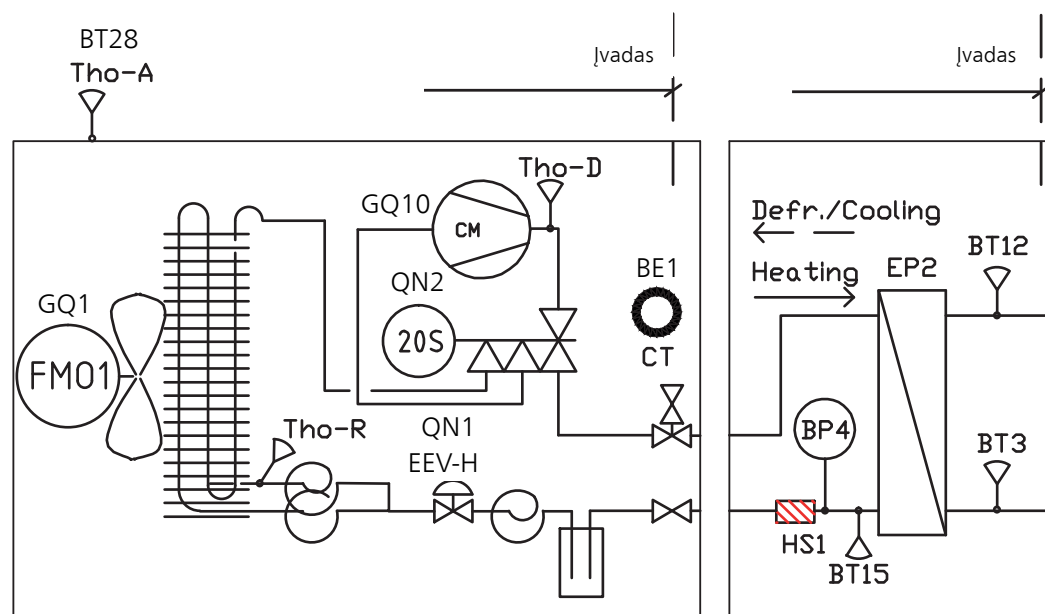 BT28
Tho-A
Įvadas
Įvadas
Tho-D
GQ10
CM
Defr./Cooling
BT12
BE1
QN2
Heating
EP2
GQ1
20S
CT
FMO1
Tho-R
QN1
EEV-H
BP4
BT3
HS1
BT15